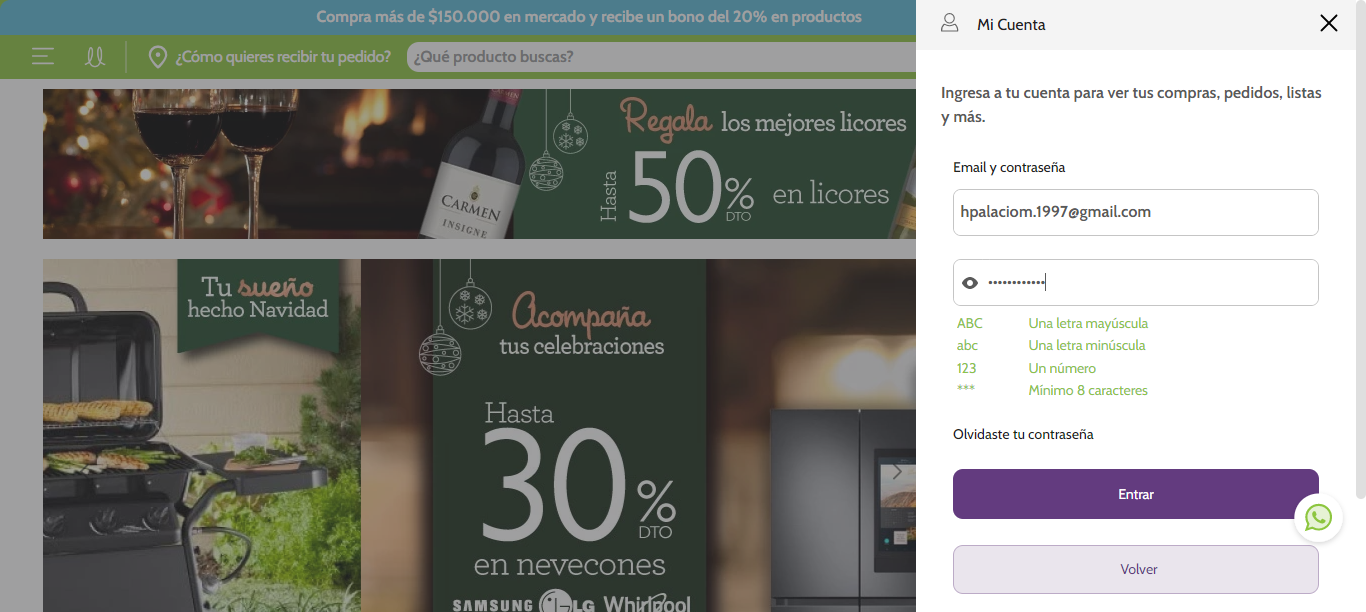 Compra más de $150.000 en mercado y recibe un bono del 20% en productos
¿Cómo quieres recibir tu pedido?
¿Qué producto buscas?
CARMEN
INSIGNE
Regala los mejores licores
Hasta
50%
DTO
en licores
Tu sueño
hecho Navidad
Acompaña
tus celebraciones
Hasta
30%
DTO
en nevecones
SAMSUNG LG Whirlpool
Mi Cuenta
Ingresa a tu cuenta para ver tus compras, pedidos, listas
y más.
Email y contraseña
hpalaciom.1997@gmail.com
••••••••••••
ABC Una letra mayúscula
abc Una letra minúscula
123 Un número
*** Mínimo 8 caracteres
Olvidaste tu contraseña
Entrar
Volver